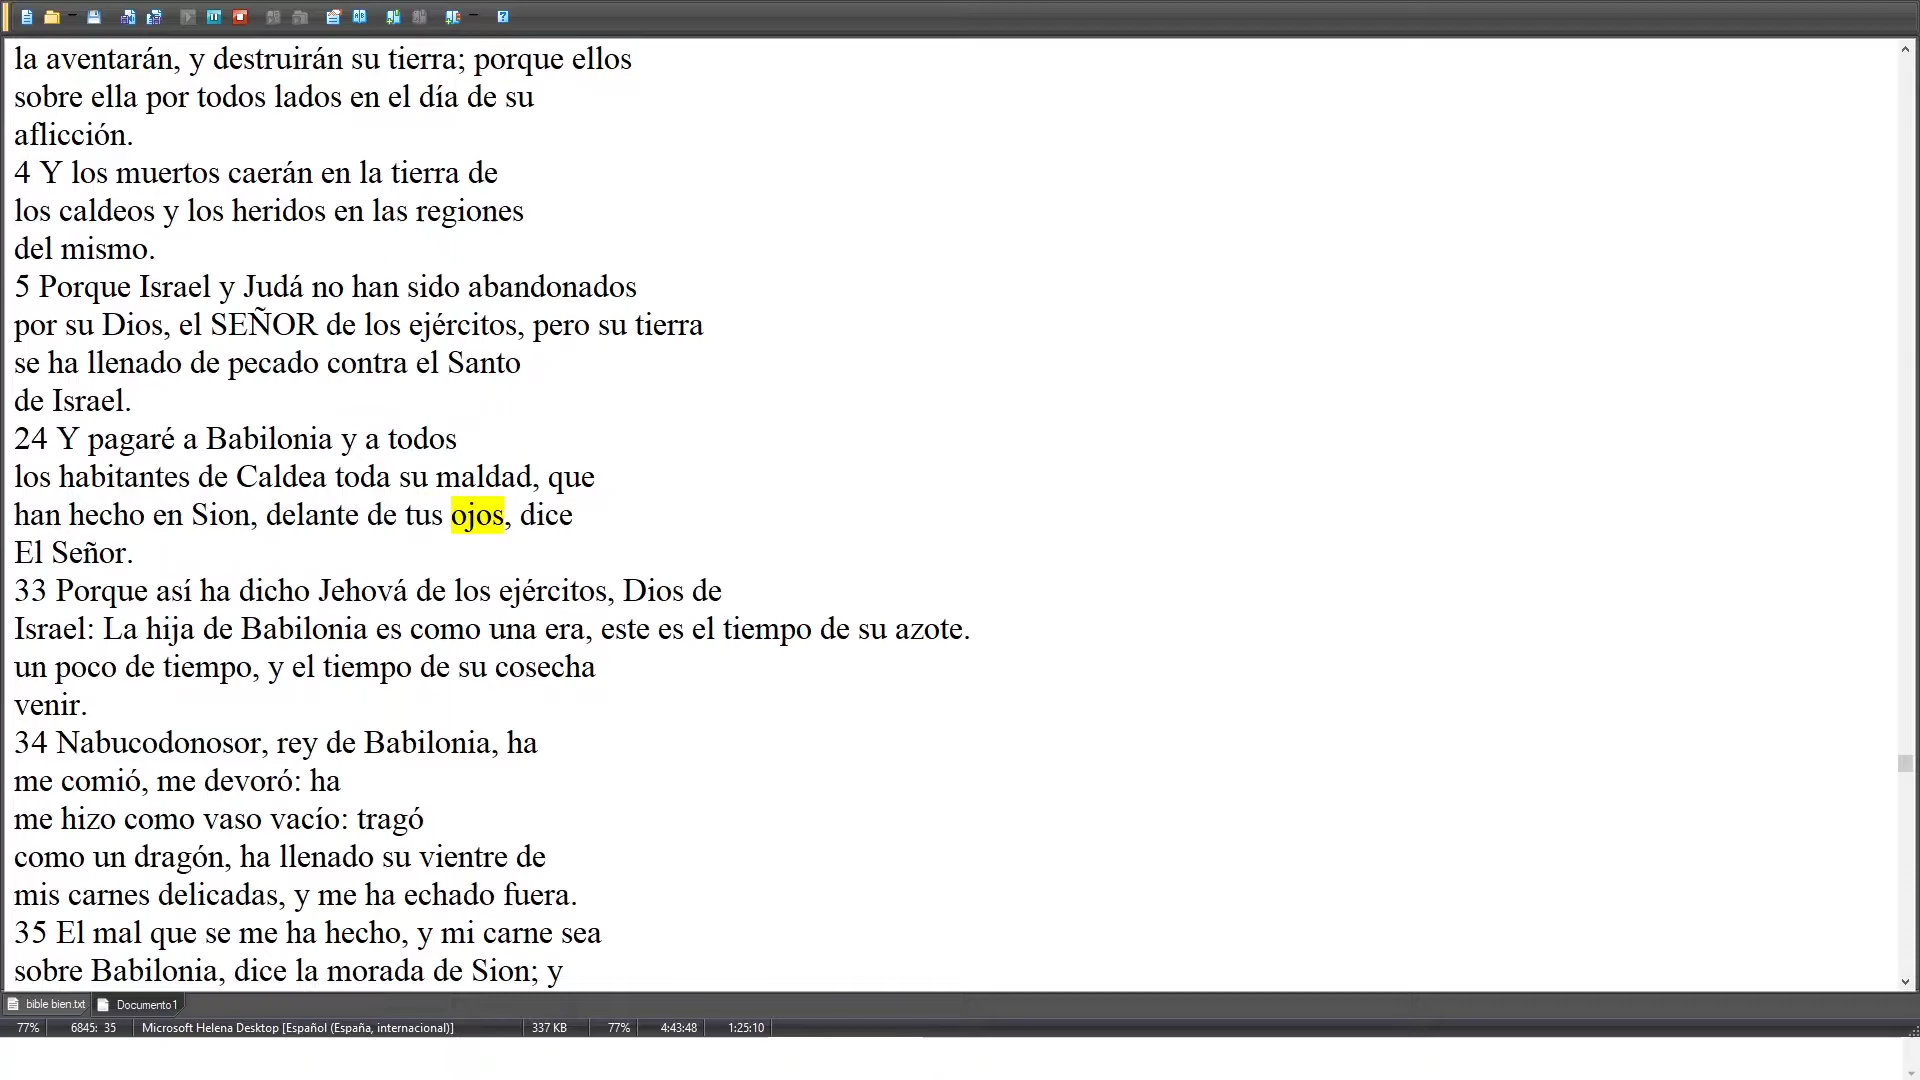 la aventarán, y destruirán su tierra; porque ellos
sobre ella por todos lados en el día de su
aflicción.
4 Y los muertos caerán en la tierra de
los caldeos y los heridos en las regiones
del mismo.
5 Porque Israel y Judá no han sido abandonados
por su Dios, el SEÑOR de los ejércitos, pero su tierra
se ha llenado de pecado contra el Santo
de Israel.
24 Y pagaré a Babilonia y a todos
los habitantes de Caldea toda su maldad, que
han hecho en Sion, delante de tus ojos, dice
El Señor.
33 Porque así ha dicho Jehová de los ejércitos, Dios de
Israel: La hija de Babilonia es como una era, este es el tiempo de su azote.
un poco de tiempo, y el tiempo de su cosecha
venir.
34 Nabucodonosor, rey de Babilonia, ha
me comió, me devoró: ha
me hizo como vaso vacío: tragó
como un dragón, ha llenado su vientre de
mis carnes delicadas, y me ha echado fuera.
35 El mal que se me ha hecho, y mi carne sea
sobre Babilonia, dice la morada de Sion; y
bible bien.txt Documento1
77% 6845: 35 Microsoft Helena Desktop [Español (España, internacional)] 337 KB 77% 4:43:48 1:25:10